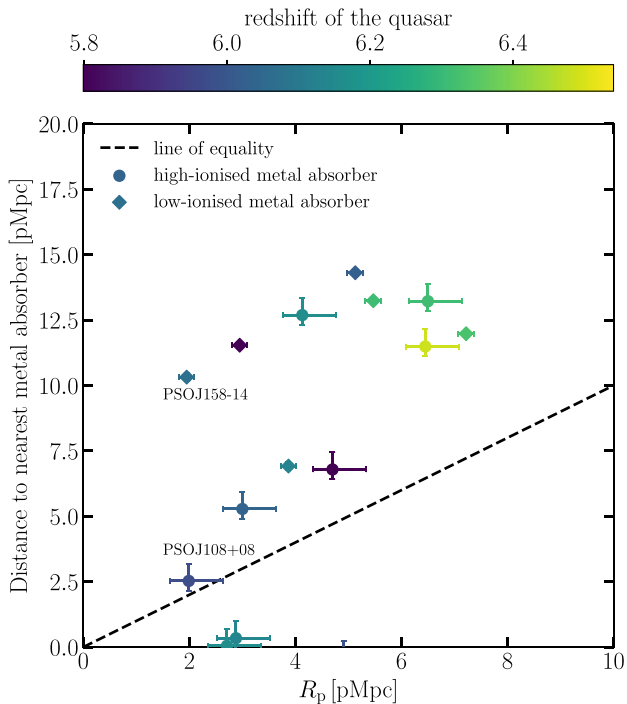 redshift of the quasar
5.8 6.0 6.2 6.4
20.0
line of equality
high-ionised metal absorber
low-ionised metal absorber
17.5
15.0
12.5
10.0
7.5
5.0
2.5
0.0
Distance to nearest metal absorber [pMpc]
PSOJ158-14
PSOJ108+08
0 2 4 6 8 10
Rp [pMpc]